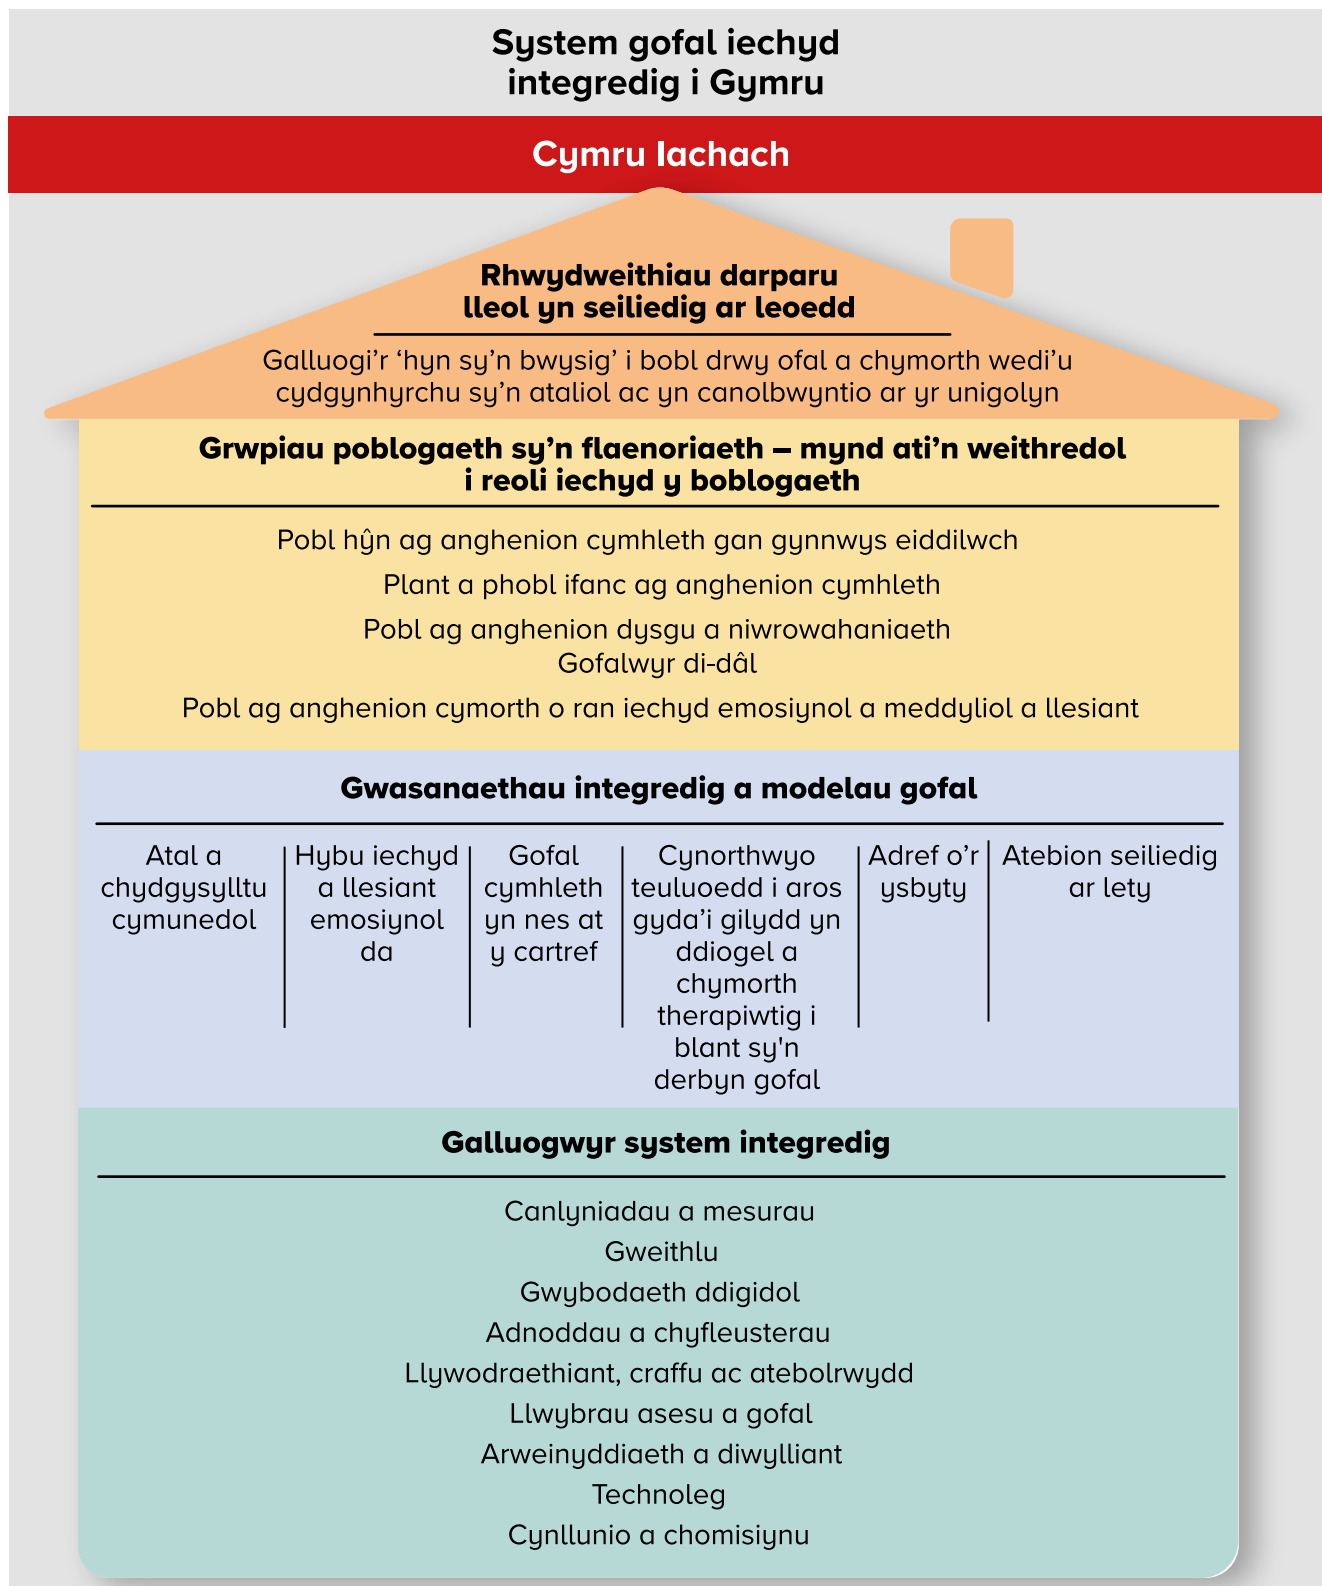 System gofal iechyd
integredig i Gymru
Cymru Iachach
Rhwydweithiau darparu
lleol yn seiliedig ar leoedd
Galluogi’r ‘hyn sy’n bwysig’ i bobl drwy ofal a chymorth wedi’u
cydgynhyrchu sy’n ataliol ac yn canolbwyntio ar yr unigolyn
Grwpiau poblogaeth sy’n flaenoriaeth – mynd ati’n weithredol
i reoli iechyd y boblogaeth
Pobl hŷn ag anghenion cymhleth gan gynnwys eiddilwch
Plant a phobl ifanc ag anghenion cymhleth
Pobl ag anghenion dysgu a niwrowahaniaeth
Gofalwyr di-dâl
Pobl ag anghenion cymorth o ran iechyd emosiynol a meddyliol a llesiant
Gwasanaethau integredig a modelau gofal
Atal a
chydgysylltu
cymunedol
Hybu iechyd
a llesiant
emosiynol
da
Gofal
cymhleth
yn nes at
y cartref
Cynorthwyo
teuluoedd i aros
gyda’i gilydd yn
ddiogel a
chymorth
therapiwtig i
blant sy'n
derbyn gofal
Adref o’r
ysbyty
Atebion seiliedig
ar lety
Galluogwyr system integredig
Canlyniadau a mesurau
Gweithlu
Gwybodaeth ddigidol
Adnoddau a chyfleusterau
Llywodraethiant, craffu ac atebolrwydd
Llwybrau asesu a gofal
Arweinyddiaeth a diwylliant
Technoleg
Cynllunio a chomisiynu